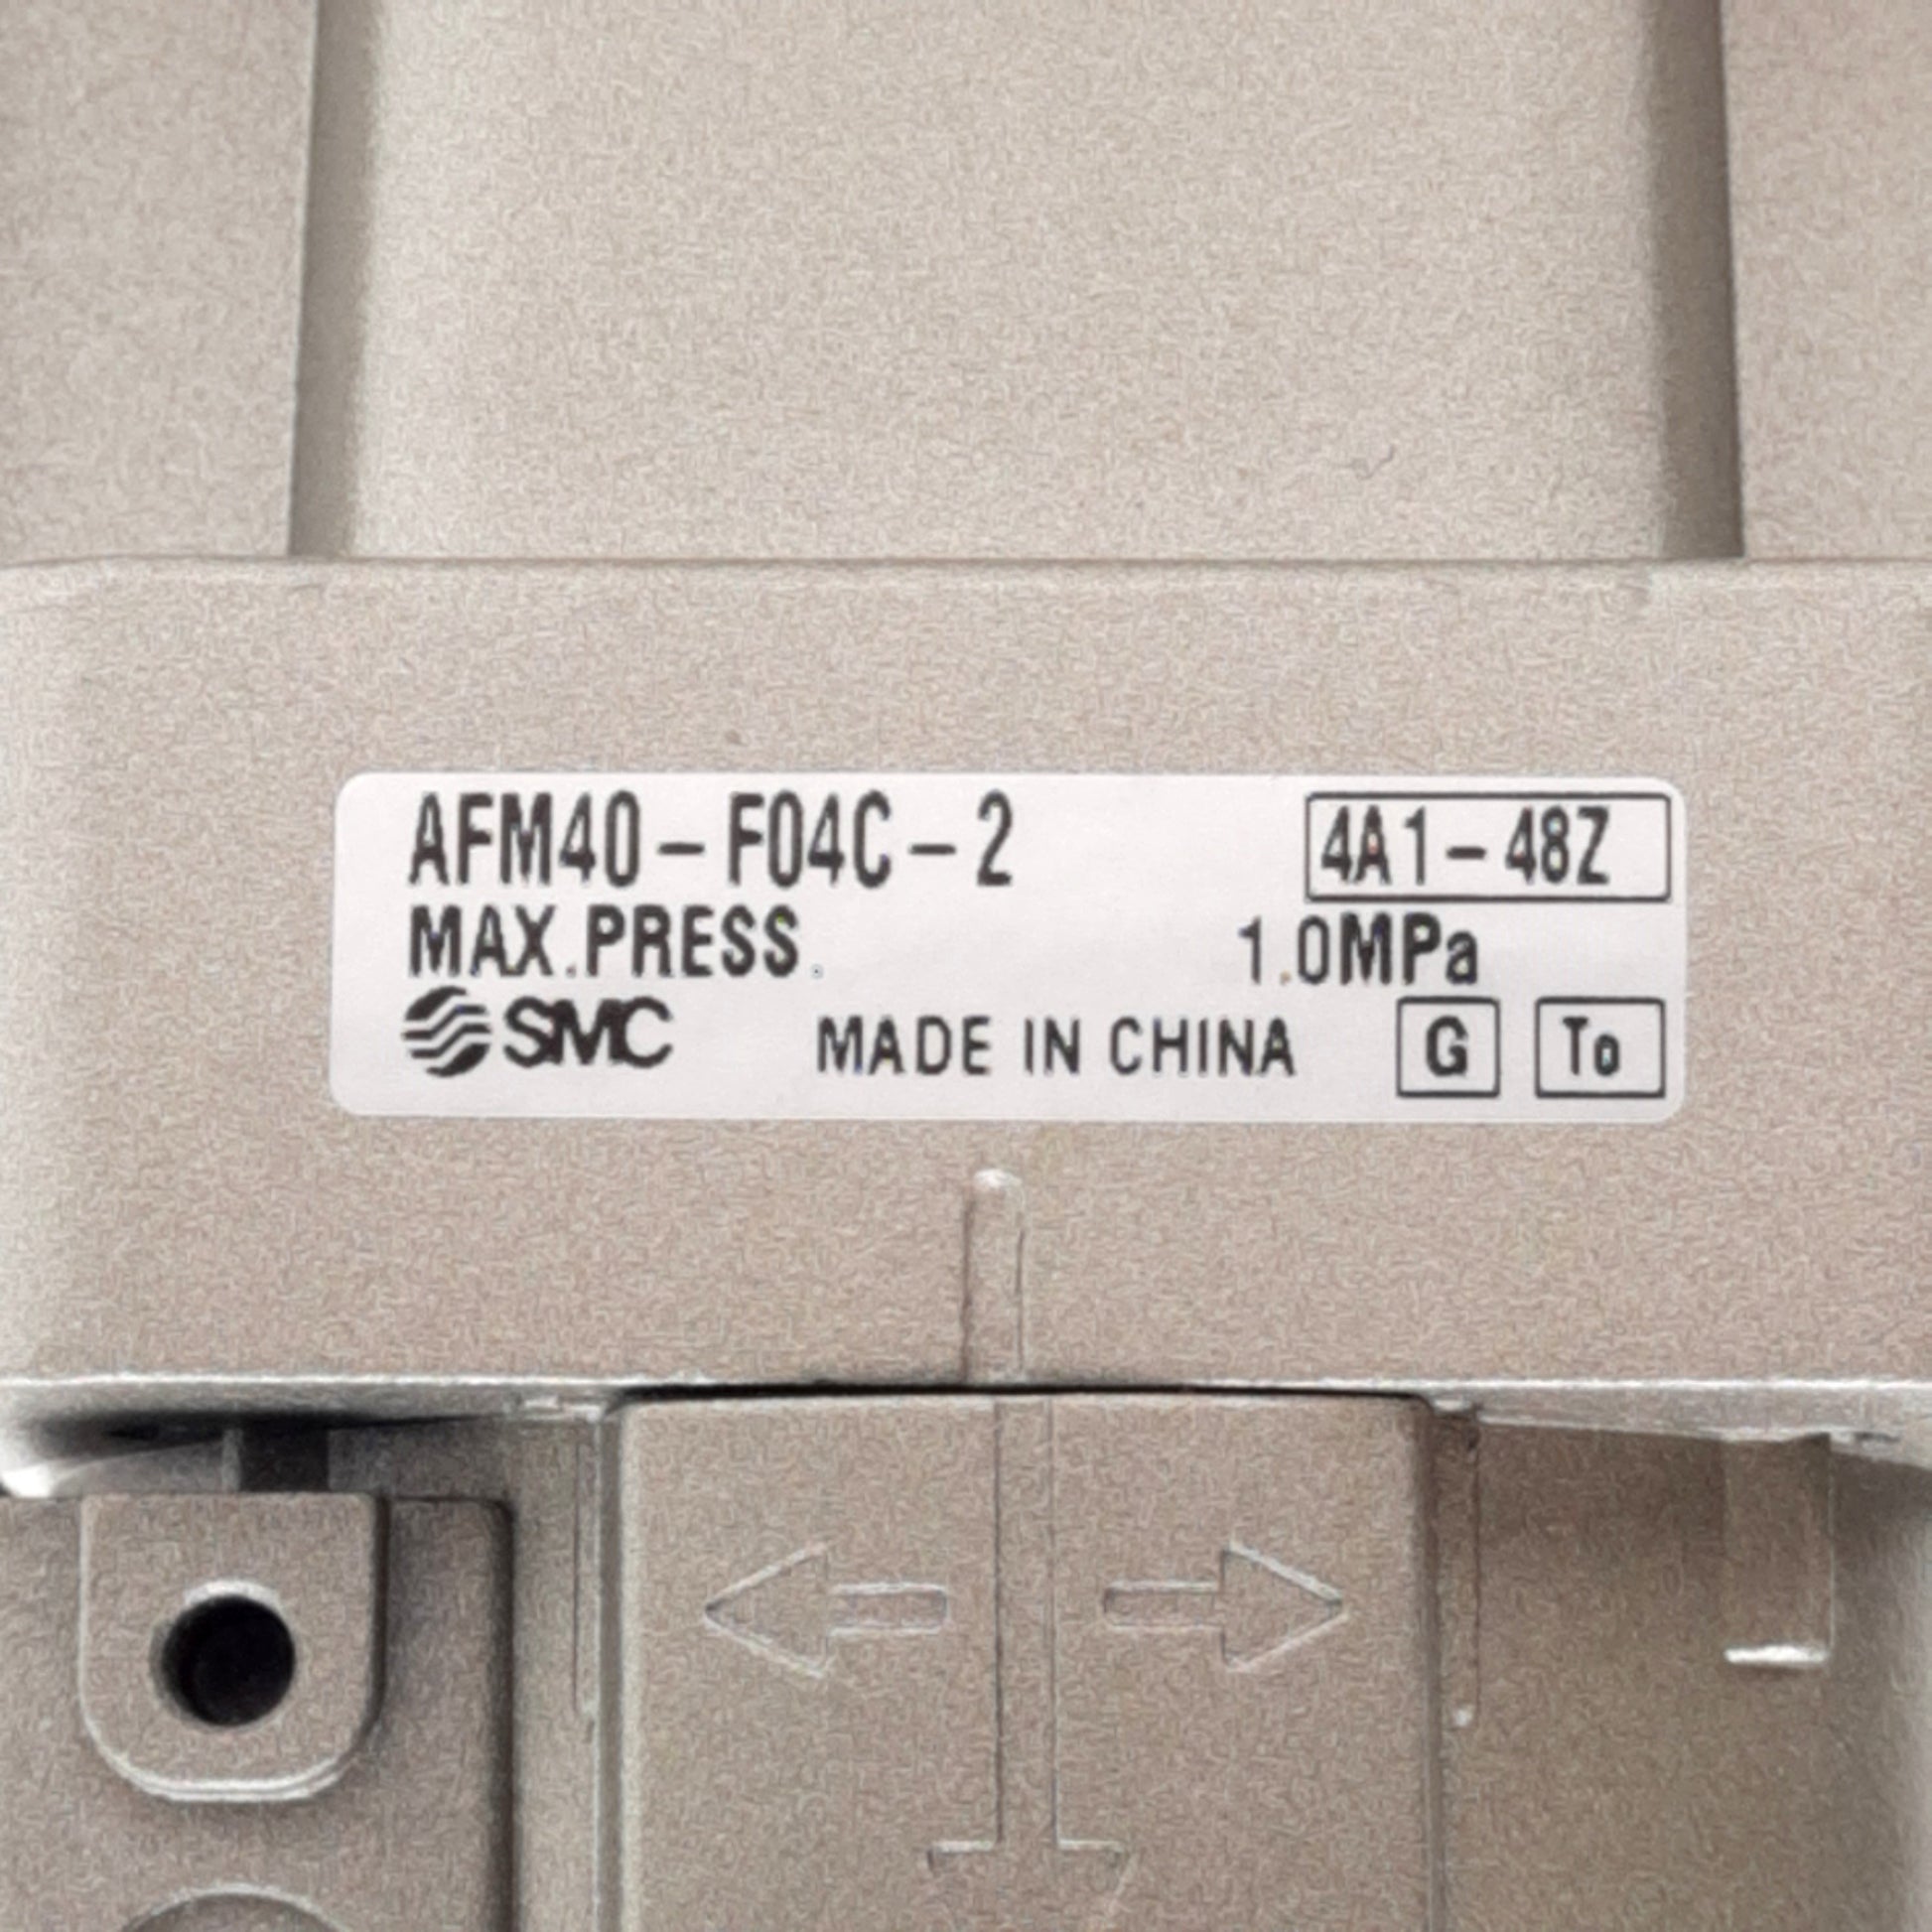 AFM40-F04C-2 4A1-48Z
MAX.PRESS. 1.0MPa
SMC MADE IN CHINA G To